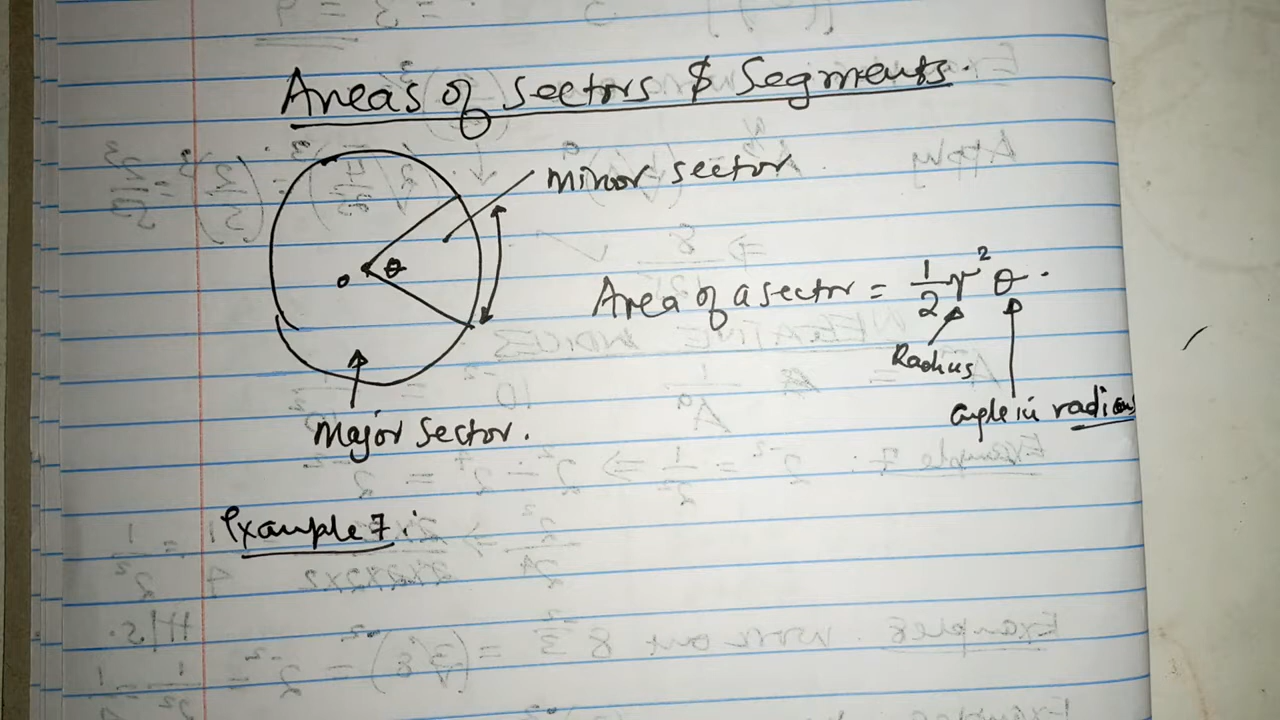 Areas of sectors & Segments.
minor sector
θ
o
Area of a sector = 1/2 r² θ.
Radius
angle in radians
Major Sector.
Example 7: